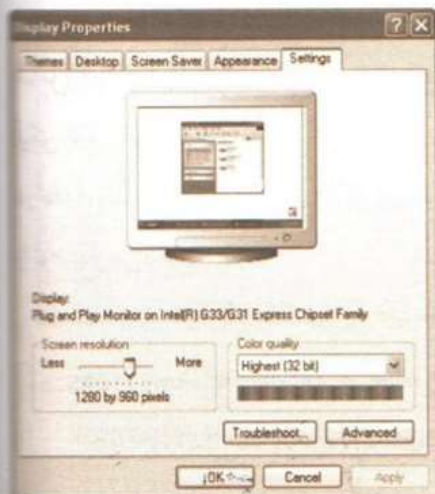 Display Properties
Themes Desktop Screen Saver Appearance Settings
Display:
Plug and Play Monitor on Intel(R) G33/G31 Express Chipset Family
Screen resolution
Less More
1280 by 960 pixels
Color quality
Highest (32 bit)
Troubleshoot... Advanced
OK Cancel Apply